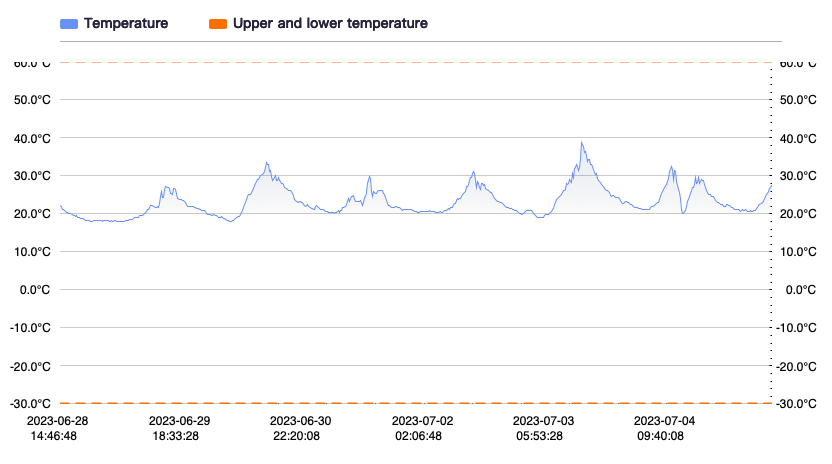 Temperature Upper and lower temperature
60.0°C 60.0°C
50.0°C 50.0°C
40.0°C 40.0°C
30.0°C 30.0°C
20.0°C 20.0°C
10.0°C 10.0°C
0.0°C 0.0°C
-10.0°C -10.0°C
-20.0°C -20.0°C
-30.0°C -30.0°C
2023-06-28 2023-06-29 2023-06-30 2023-07-02 2023-07-03 2023-07-04
14:46:48 18:33:28 22:20:08 02:06:48 05:53:28 09:40:08